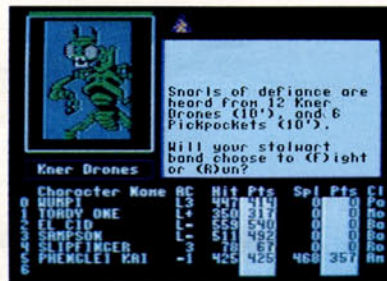 Snarls of defiance are
heard from 12 Kner
Drones (10'), and 6
Pickpockets (10').
Will your stalwart
band choose to (F)ight
or (R)un?
Kner Drones
Character Name AC Hit Pts Spl Pts Cl
0 WUMPI L3 447 414 0 0 Pa
1 TOADY ONE L+ 350 317 0 0 Mo
2 EL CID L- 559 540 0 0 Ba
3 SAMPSON L- 511 492 0 0 Ba
4 SLIPFINGER 3 78 67 0 0 Ro
5 PHENGLEI KAI -1 425 425 468 357 Am
6